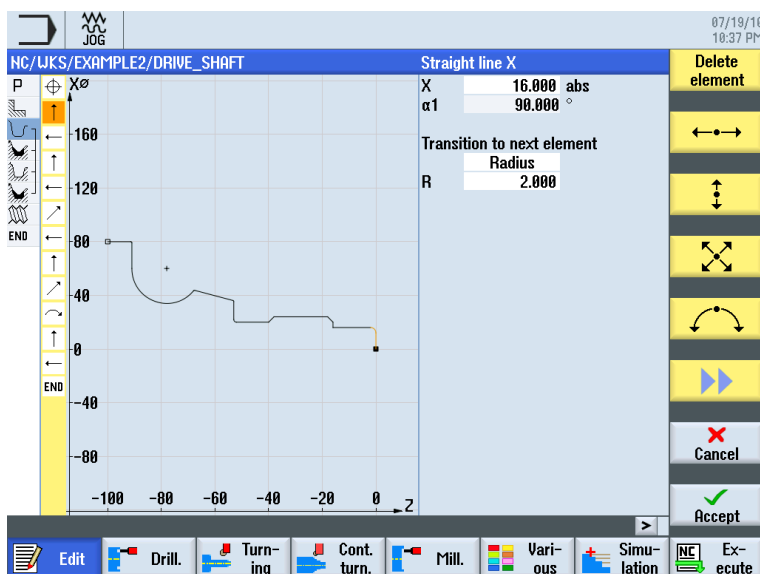 JOG
07/19/10
10:37 PM
NC/WKS/EXAMPLE2/DRIVE_SHAFT
Straight line X
Delete element
P
XØ
X 16.000 abs
α1 90.000 °
Transition to next element
Radius
R 2.000
160
120
80
40
0
-40
-80
END
END
-100 -80 -60 -40 -20 0 Z
Cancel
Accept
>
Edit
Drill.
Turn-
ing
Cont.
turn.
Mill.
Vari-
ous
Simu-
lation
NC
Ex-
ecute